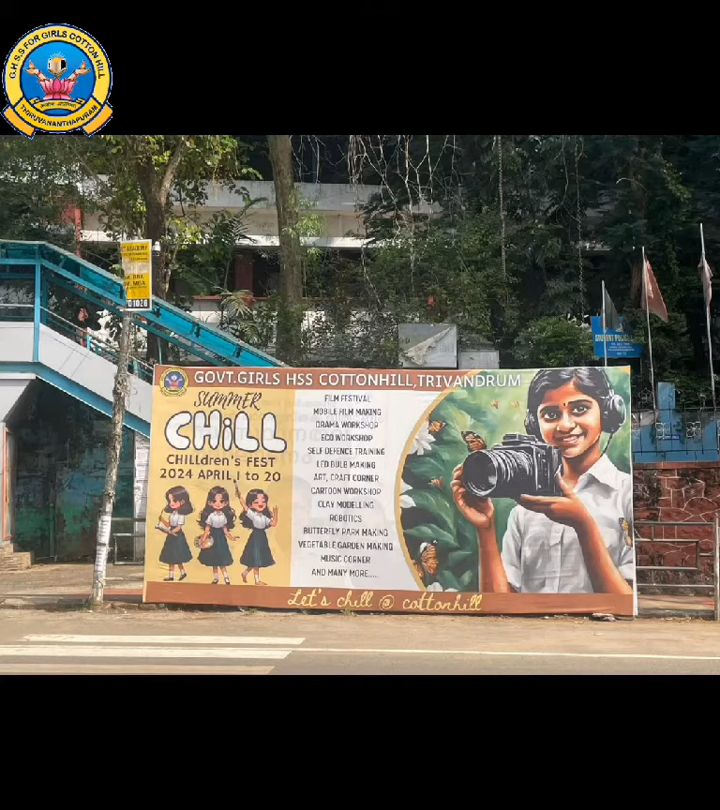 G.H.S.S FOR GIRLS COTTON HILL
THIRUVANANTHAPURAM
GOVT.GIRLS HSS COTTONHILL,TRIVANDRUM
SUMMER
CHiLL
CHILLdren's FEST
2024 APRIL 1 to 20
FILM FESTIVAL
MOBILE FILM MAKING
DRAMA WORKSHOP
ECO WORKSHOP
SELF DEFENCE TRAINING
LED BULB MAKING
ART, CRAFT CORNER
CARTOON WORKSHOP
CLAY MODELLING
ROBOTICS
BUTTERFLY PARK MAKING
VEGETABLE GARDEN MAKING
MUSIC CORNER
AND MANY MORE.....
Let's chill @ cottonhill